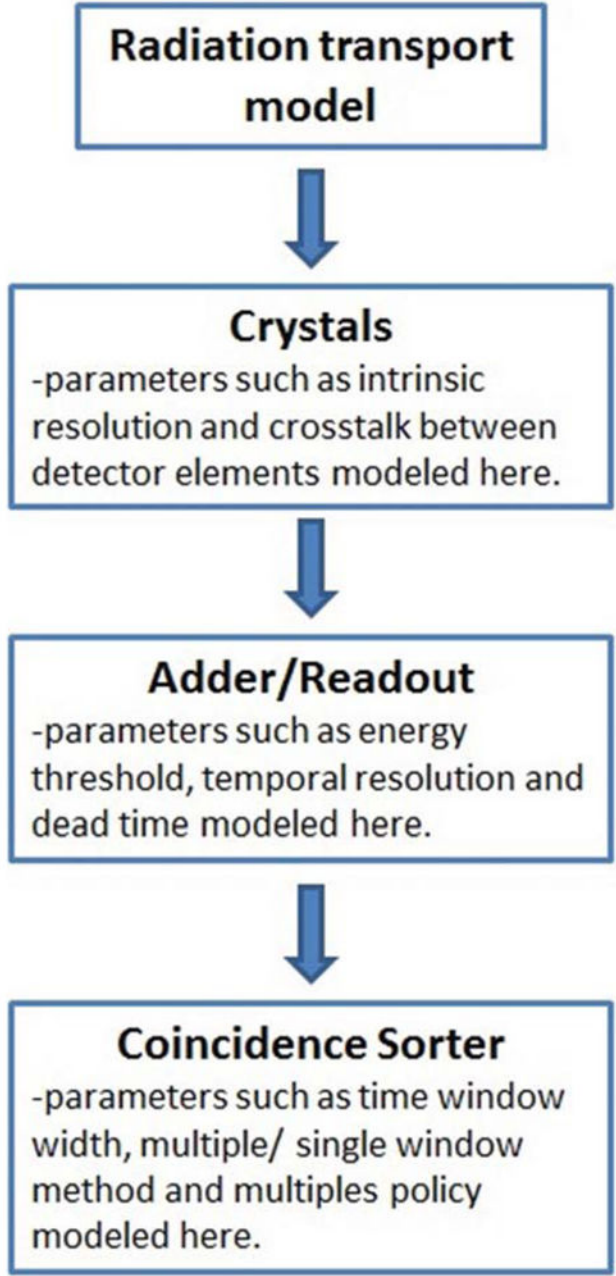 Radiation transport
model
Crystals
-parameters such as intrinsic
resolution and crosstalk between
detector elements modeled here.
Adder/Readout
-parameters such as energy
threshold, temporal resolution and
dead time modeled here.
Coincidence Sorter
-parameters such as time window
width, multiple/ single window
method and multiples policy
modeled here.